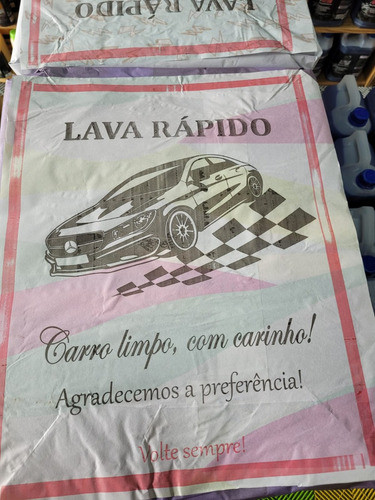 LAVA RÁPIDO
LAVA RÁPIDO
Carro limpo, com carinho!
Agradecemos a preferência!
Volte sempre!